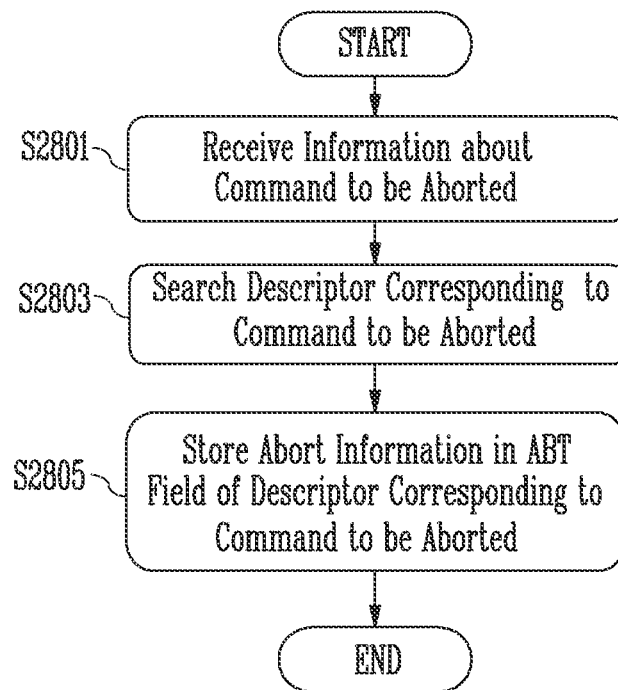 START
S2801
Receive Information about
Command to be Aborted
S2803
Search Descriptor Corresponding to
Command to be Aborted
S2805
Store Abort Information in ABT
Field of Descriptor Corresponding to
Command to be Aborted
END